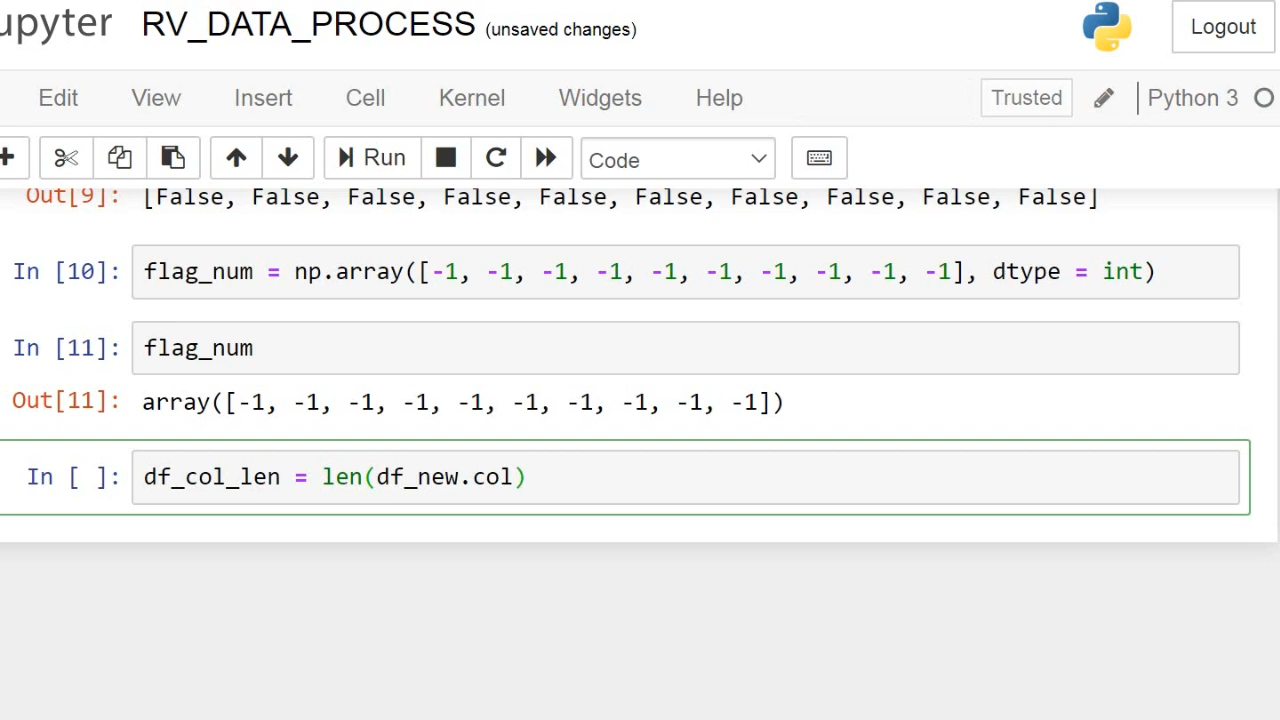 upyter RV_DATA_PROCESS (unsaved changes) Logout
Edit View Insert Cell Kernel Widgets Help Trusted Python 3
Run Code
Out[9]: [False, False, False, False, False, False, False, False, False, False]
In [10]: flag_num = np.array([-1, -1, -1, -1, -1, -1, -1, -1, -1, -1], dtype = int)
In [11]: flag_num
Out[11]: array([-1, -1, -1, -1, -1, -1, -1, -1, -1, -1])
In [ ]: df_col_len = len(df_new.col)